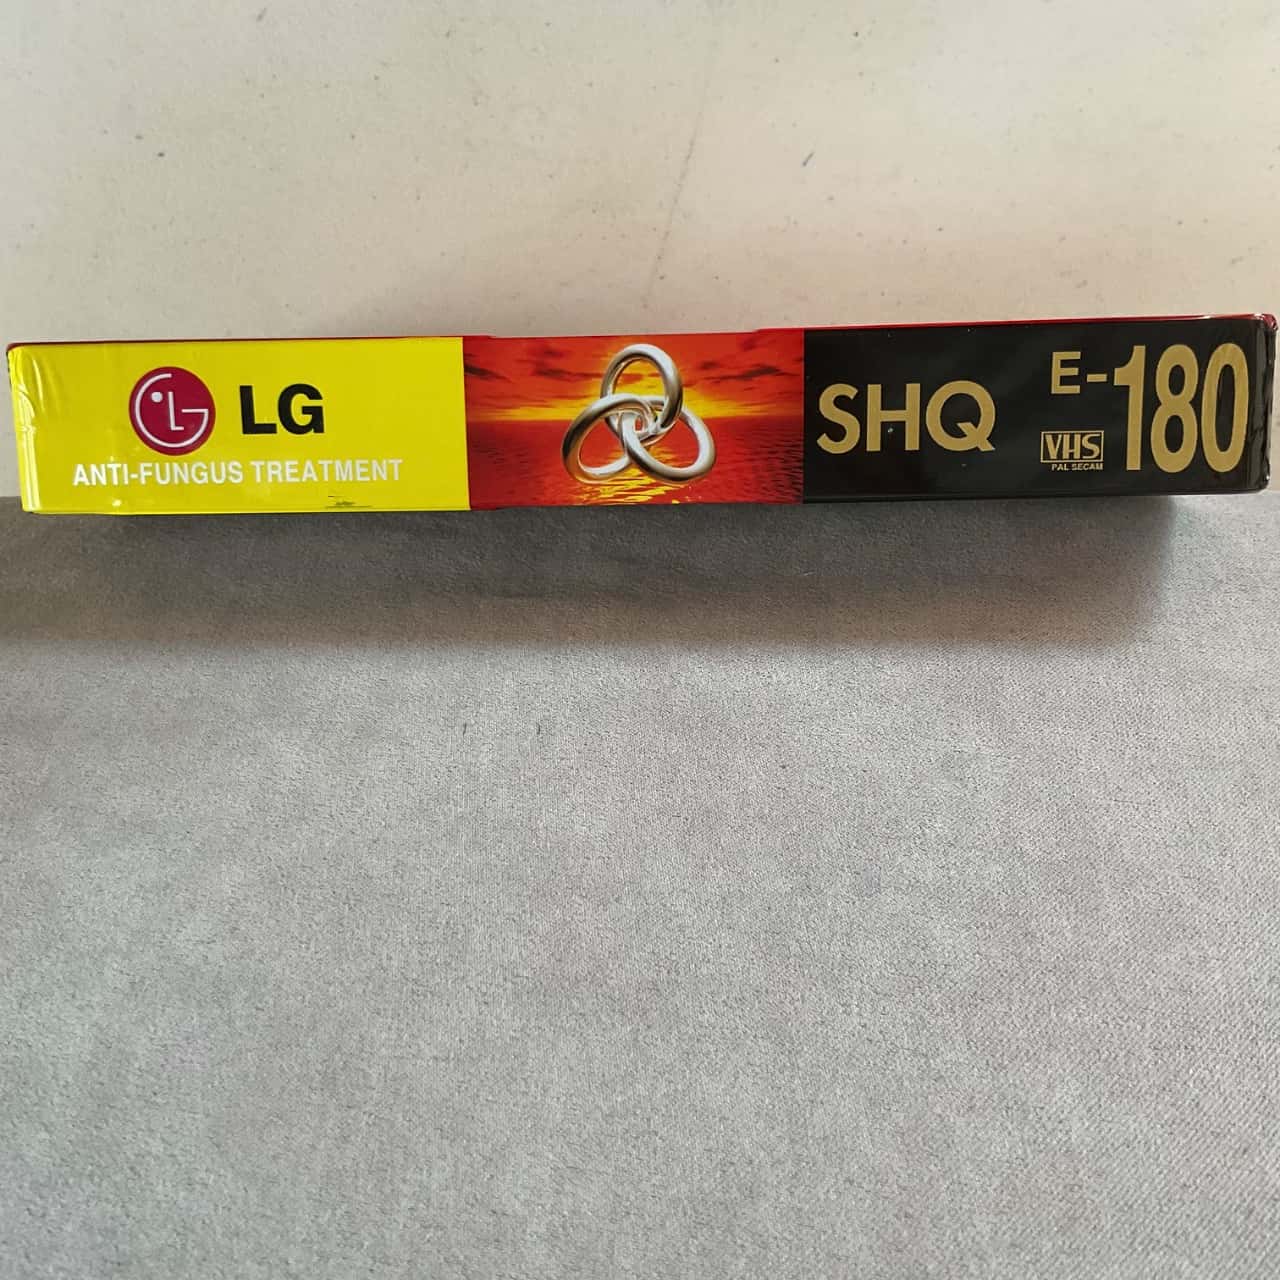 LG
ANTI-FUNGUS TREATMENT
SHQ
E-180
VHS
PAL SECAM